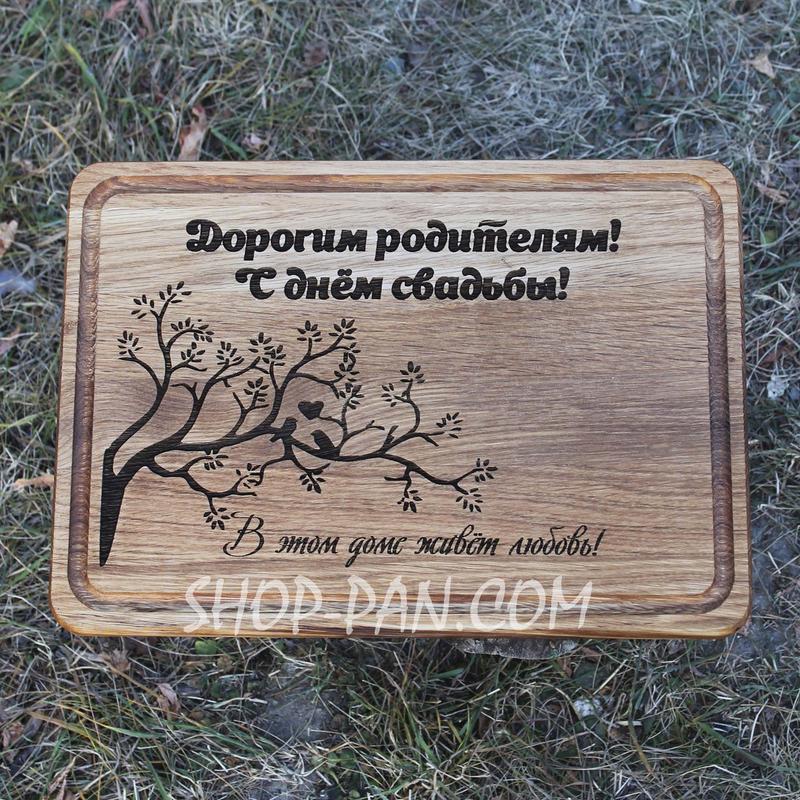 Дорогим родителям!
С днём свадьбы!
В этом доме живёт любовь!
SHOP-PAN.COM